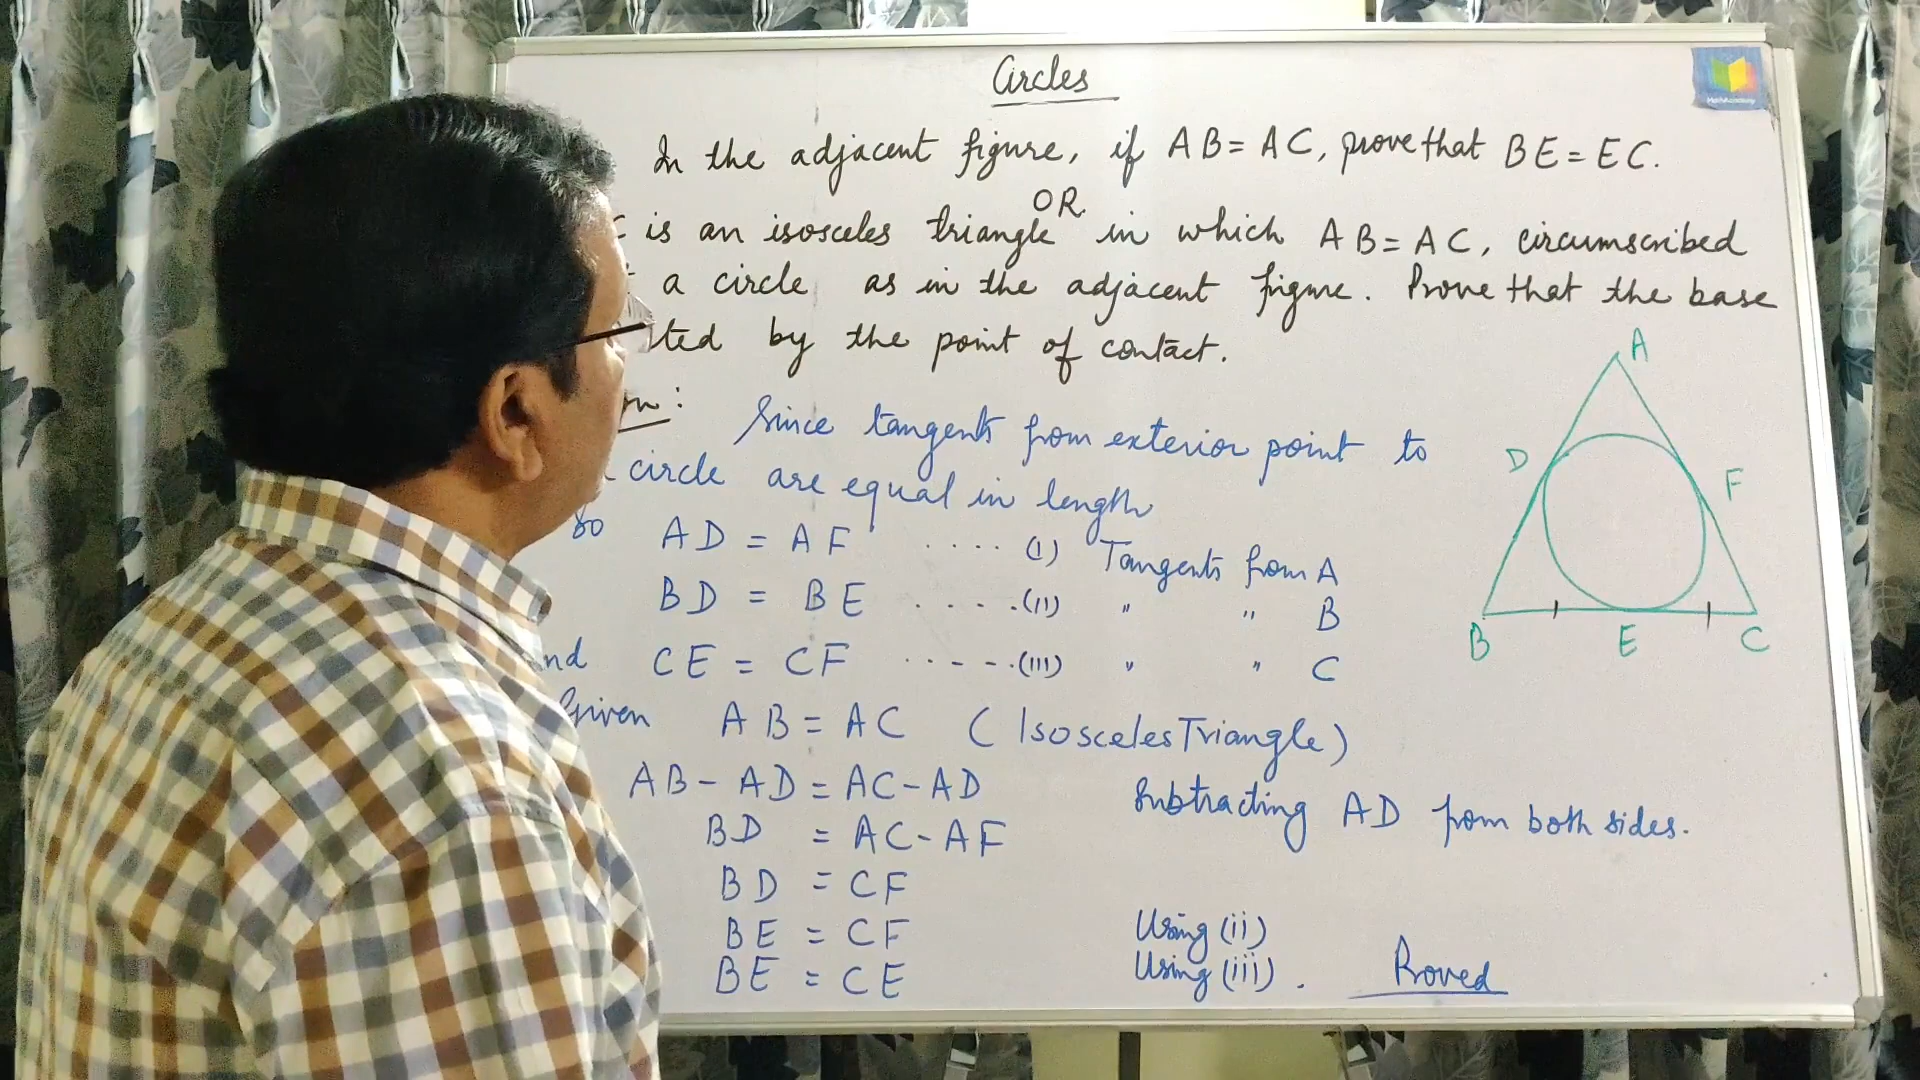 Circles
In the adjacent figure, if AB = AC, prove that BE = EC.
OR
is an isosceles triangle in which AB = AC, circumscribed
a circle as in the adjacent figure. Prove that the base
by the point of contact.
Since tangents from exterior point to
circle are equal in length
So AD = AF .... (I) Tangents from A
BD = BE .....(II) " " B
CE = CF .....(III) " " C
Given AB = AC (Isosceles Triangle)
AB - AD = AC - AD Subtracting AD from both sides.
BD = AC - AF
BD = CF
BE = CF Using (ii)
BE = CE Using (iii). Proved
A
D
F
B E C